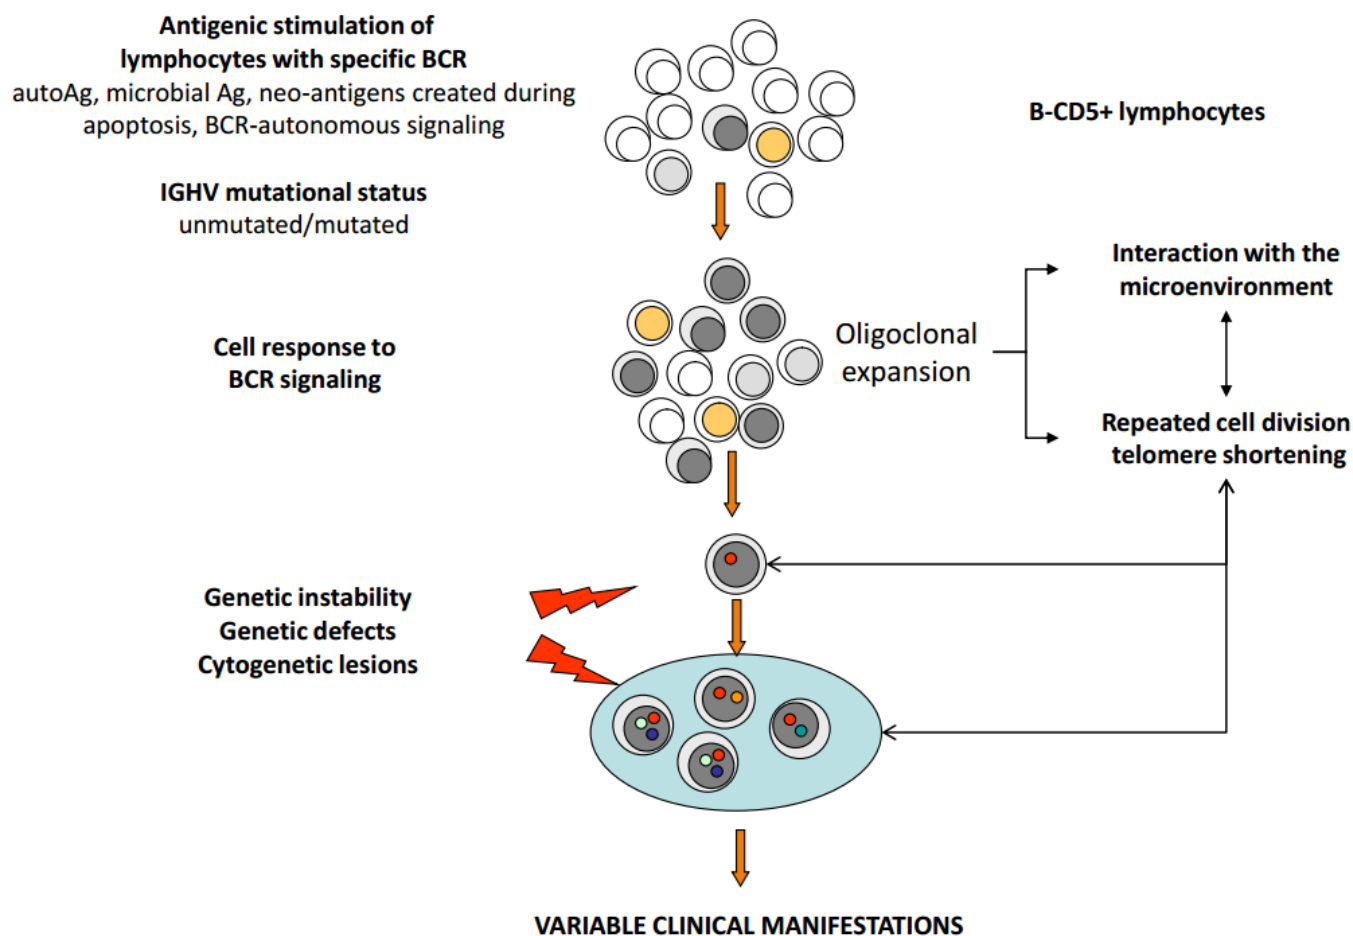 Antigenic stimulation of
lymphocytes with specific BCR
autoAg, microbial Ag, neo-antigens created during
apoptosis, BCR-autonomous signaling
B-CD5+ lymphocytes
IGHV mutational status
unmutated/mutated
Interaction with the
microenvironment
Cell response to
BCR signaling
Oligoclonal
expansion
Repeated cell division
telomere shortening
Genetic instability
Genetic defects
Cytogenetic lesions
VARIABLE CLINICAL MANIFESTATIONS